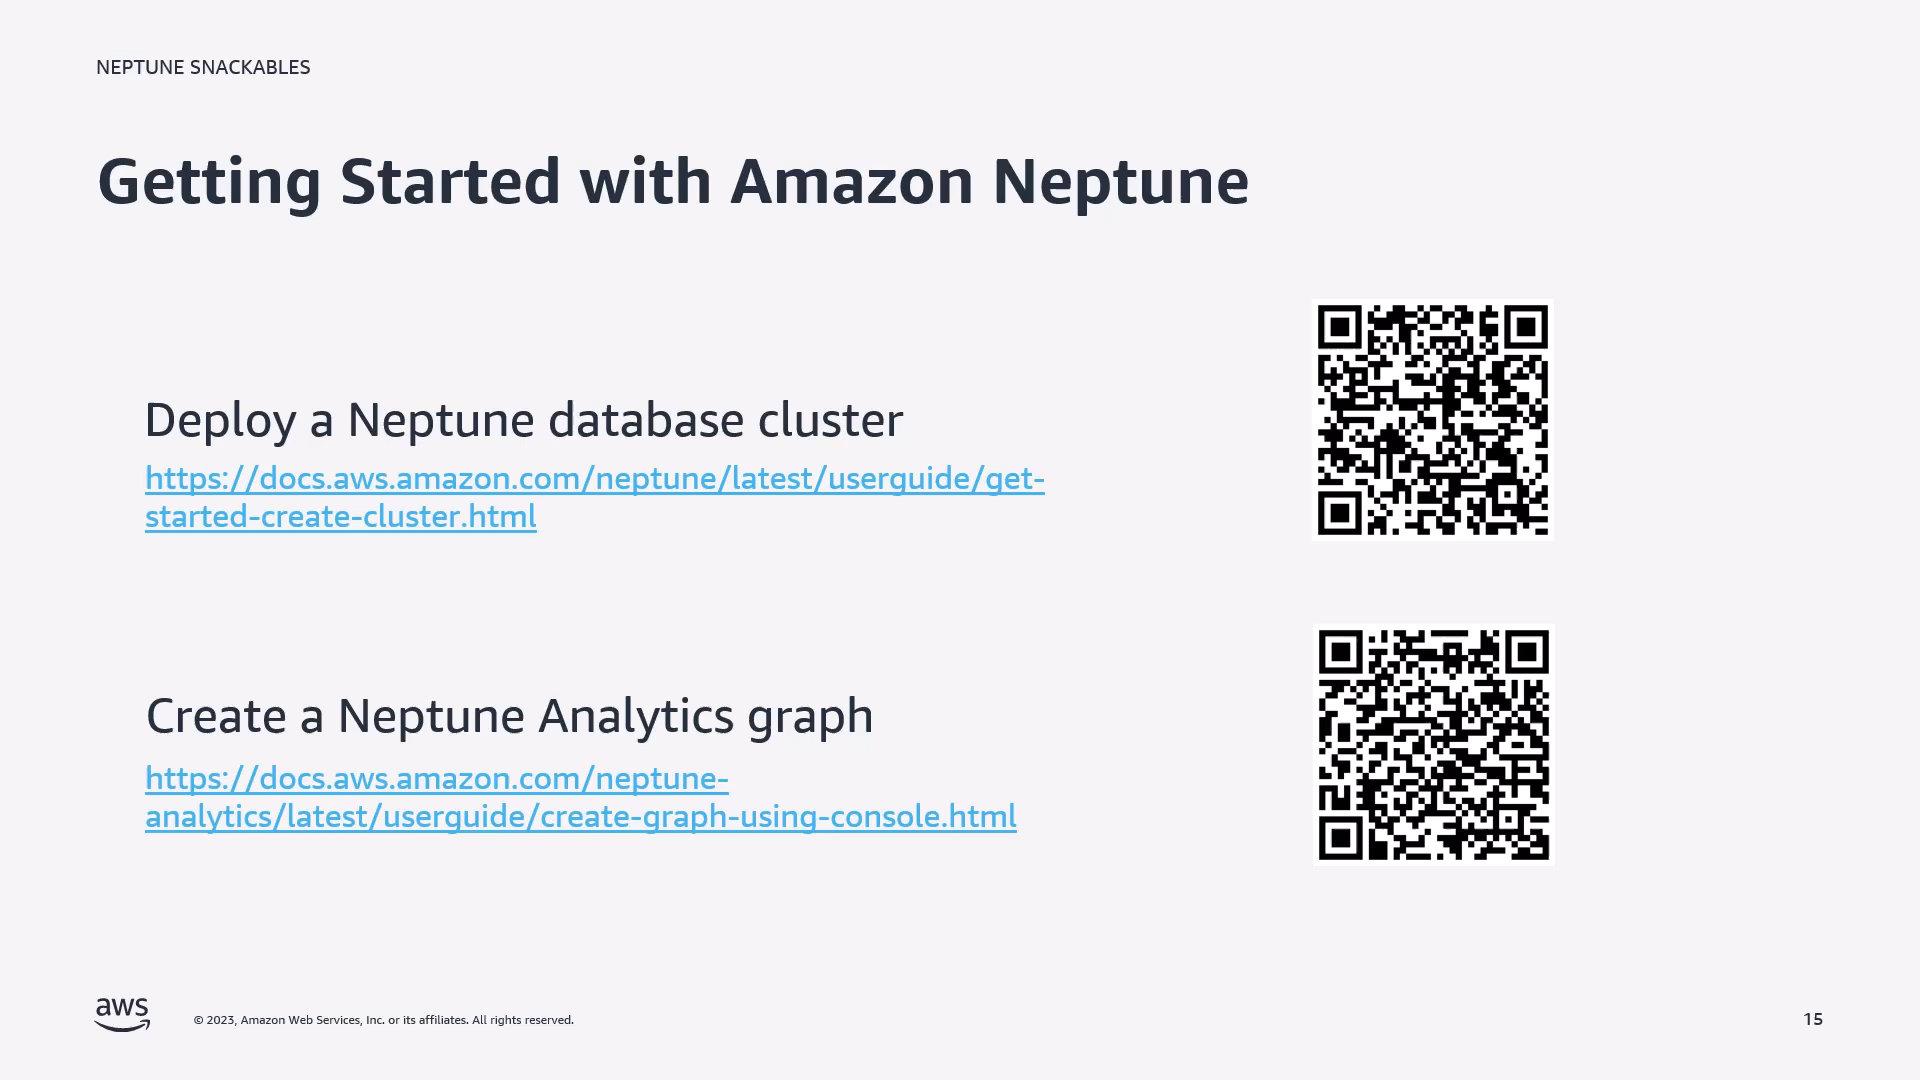 NEPTUNE SNACKABLES
Getting Started with Amazon Neptune
Deploy a Neptune database cluster
https://docs.aws.amazon.com/neptune/latest/userguide/get-
started-create-cluster.html
Create a Neptune Analytics graph
https://docs.aws.amazon.com/neptune-
analytics/latest/userguide/create-graph-using-console.html
aws
© 2023, Amazon Web Services, Inc. or its affiliates. All rights reserved.
15